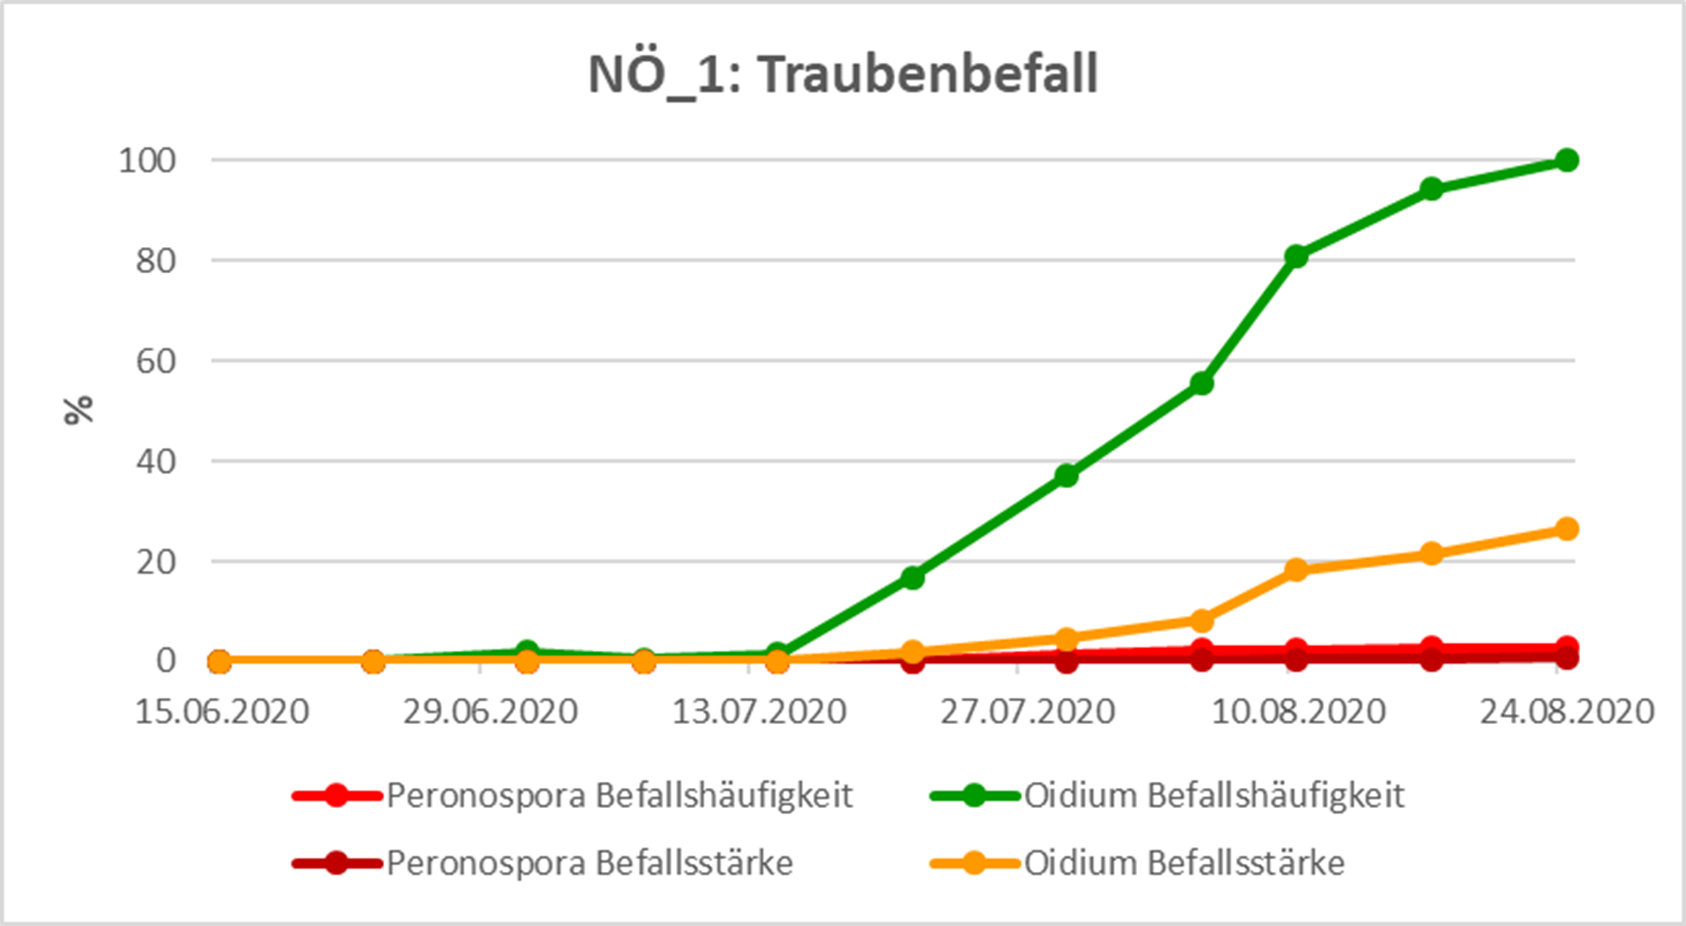 NÖ_1: Traubenbefall
100
80
60
40
20
0
%
15.06.2020 29.06.2020 13.07.2020 27.07.2020 10.08.2020 24.08.2020
Peronospora Befallshäufigkeit Oidium Befallshäufigkeit
Peronospora Befallsstärke Oidium Befallsstärke